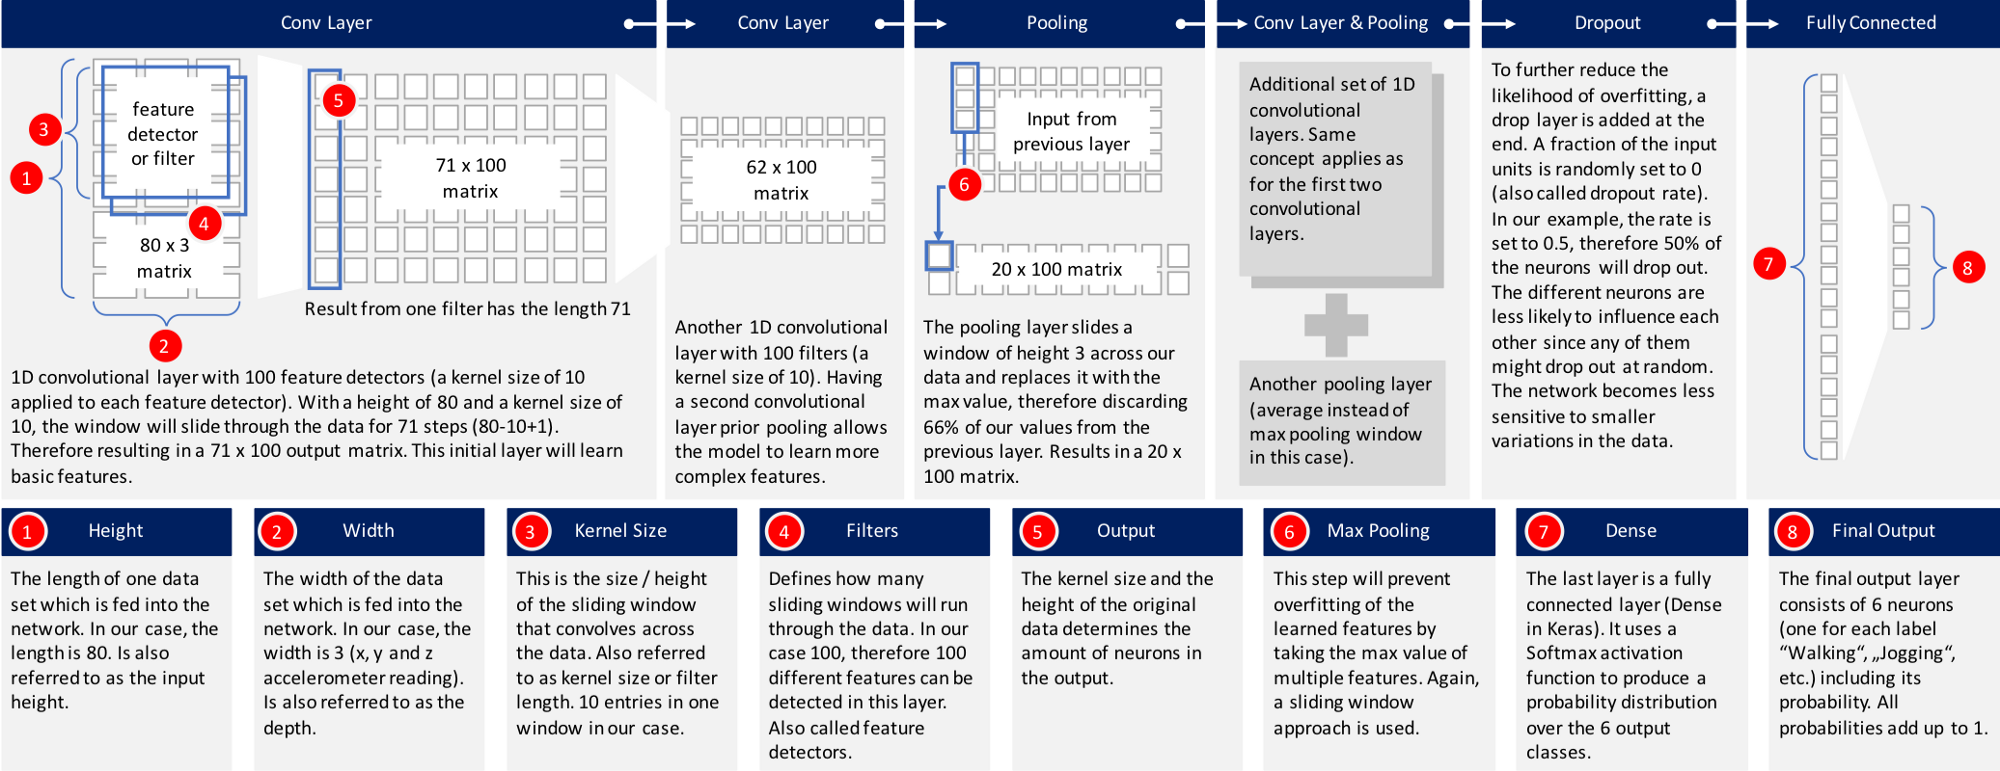 Conv Layer
feature
detector
or filter
80 x 3
matrix
3
1
4
2
5
71 x 100
matrix
Result from one filter has the length 71
1D convolutional layer with 100 feature detectors (a kernel size of 10
applied to each feature detector). With a height of 80 and a kernel size of
10, the window will slide through the data for 71 steps (80-10+1).
Therefore resulting in a 71 x 100 output matrix. This initial layer will learn
basic features.
Conv Layer
62 x 100
matrix
Another 1D convolutional
layer with 100 filters (a
kernel size of 10). Having
a second convolutional
layer prior pooling allows
the model to learn more
complex features.
Pooling
Input from
previous layer
6
20 x 100 matrix
The pooling layer slides a
window of height 3 across our
data and replaces it with the
max value, therefore discarding
66% of our values from the
previous layer. Results in a 20 x
100 matrix.
Conv Layer & Pooling
Additional set of 1D
convolutional
layers. Same
concept applies as
for the first two
convolutional
layers.
Another pooling layer
(average instead of
max pooling window
in this case).
Dropout
To further reduce the
likelihood of overfitting, a
drop layer is added at the
end. A fraction of the input
units is randomly set to 0
(also called dropout rate).
In our example, the rate is
set to 0.5, therefore 50% of
the neurons will drop out.
The different neurons are
less likely to influence each
other since any of them
might drop out at random.
The network becomes less
sensitive to smaller
variations in the data.
Fully Connected
7
8
1 Height
The length of one data
set which is fed into the
network. In our case, the
length is 80. Is also
referred to as the input
height.
2 Width
The width of the data
set which is fed into the
network. In our case, the
width is 3 (x, y and z
accelerometer reading).
Is also referred to as the
depth.
3 Kernel Size
This is the size / height
of the sliding window
that convolves across
the data. Also referred
to as kernel size or filter
length. 10 entries in one
window in our case.
4 Filters
Defines how many
sliding windows will run
through the data. In our
case 100, therefore 100
different features can be
detected in this layer.
Also called feature
detectors.
5 Output
The kernel size and the
height of the original
data determines the
amount of neurons in
the output.
6 Max Pooling
This step will prevent
overfitting of the
learned features by
taking the max value of
multiple features. Again,
a sliding window
approach is used.
7 Dense
The last layer is a fully
connected layer (Dense
in Keras). It uses a
Softmax activation
function to produce a
probability distribution
over the 6 output
classes.
8 Final Output
The final output layer
consists of 6 neurons
(one for each label
“Walking“, „Jogging“,
etc.) including its
probability. All
probabilities add up to 1.